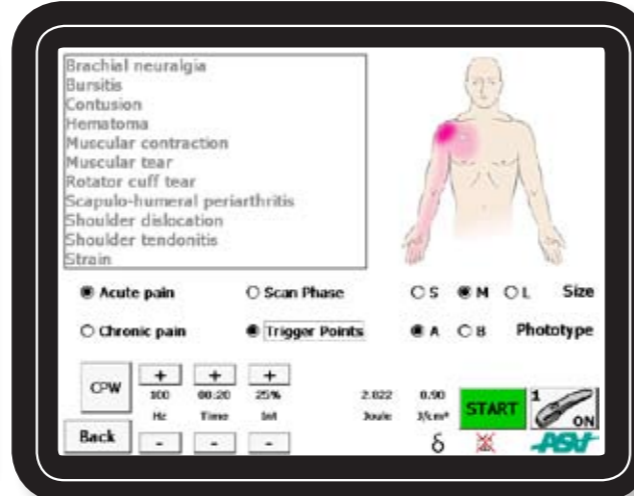 Brachial neuralgia
Bursitis
Contusion
Hematoma
Muscular contraction
Muscular tear
Rotator cuff tear
Scapulo-humeral periarthritis
Shoulder dislocation
Shoulder tendonitis
Strain
Acute pain Scan Phase S M L Size
Chronic pain Trigger Points A B Phototype
CPW + + +
100 00:20 25% 2.022 0.90 START 1 ON
Hz Time Int Joule J/cm²
Back - - - δ ASA